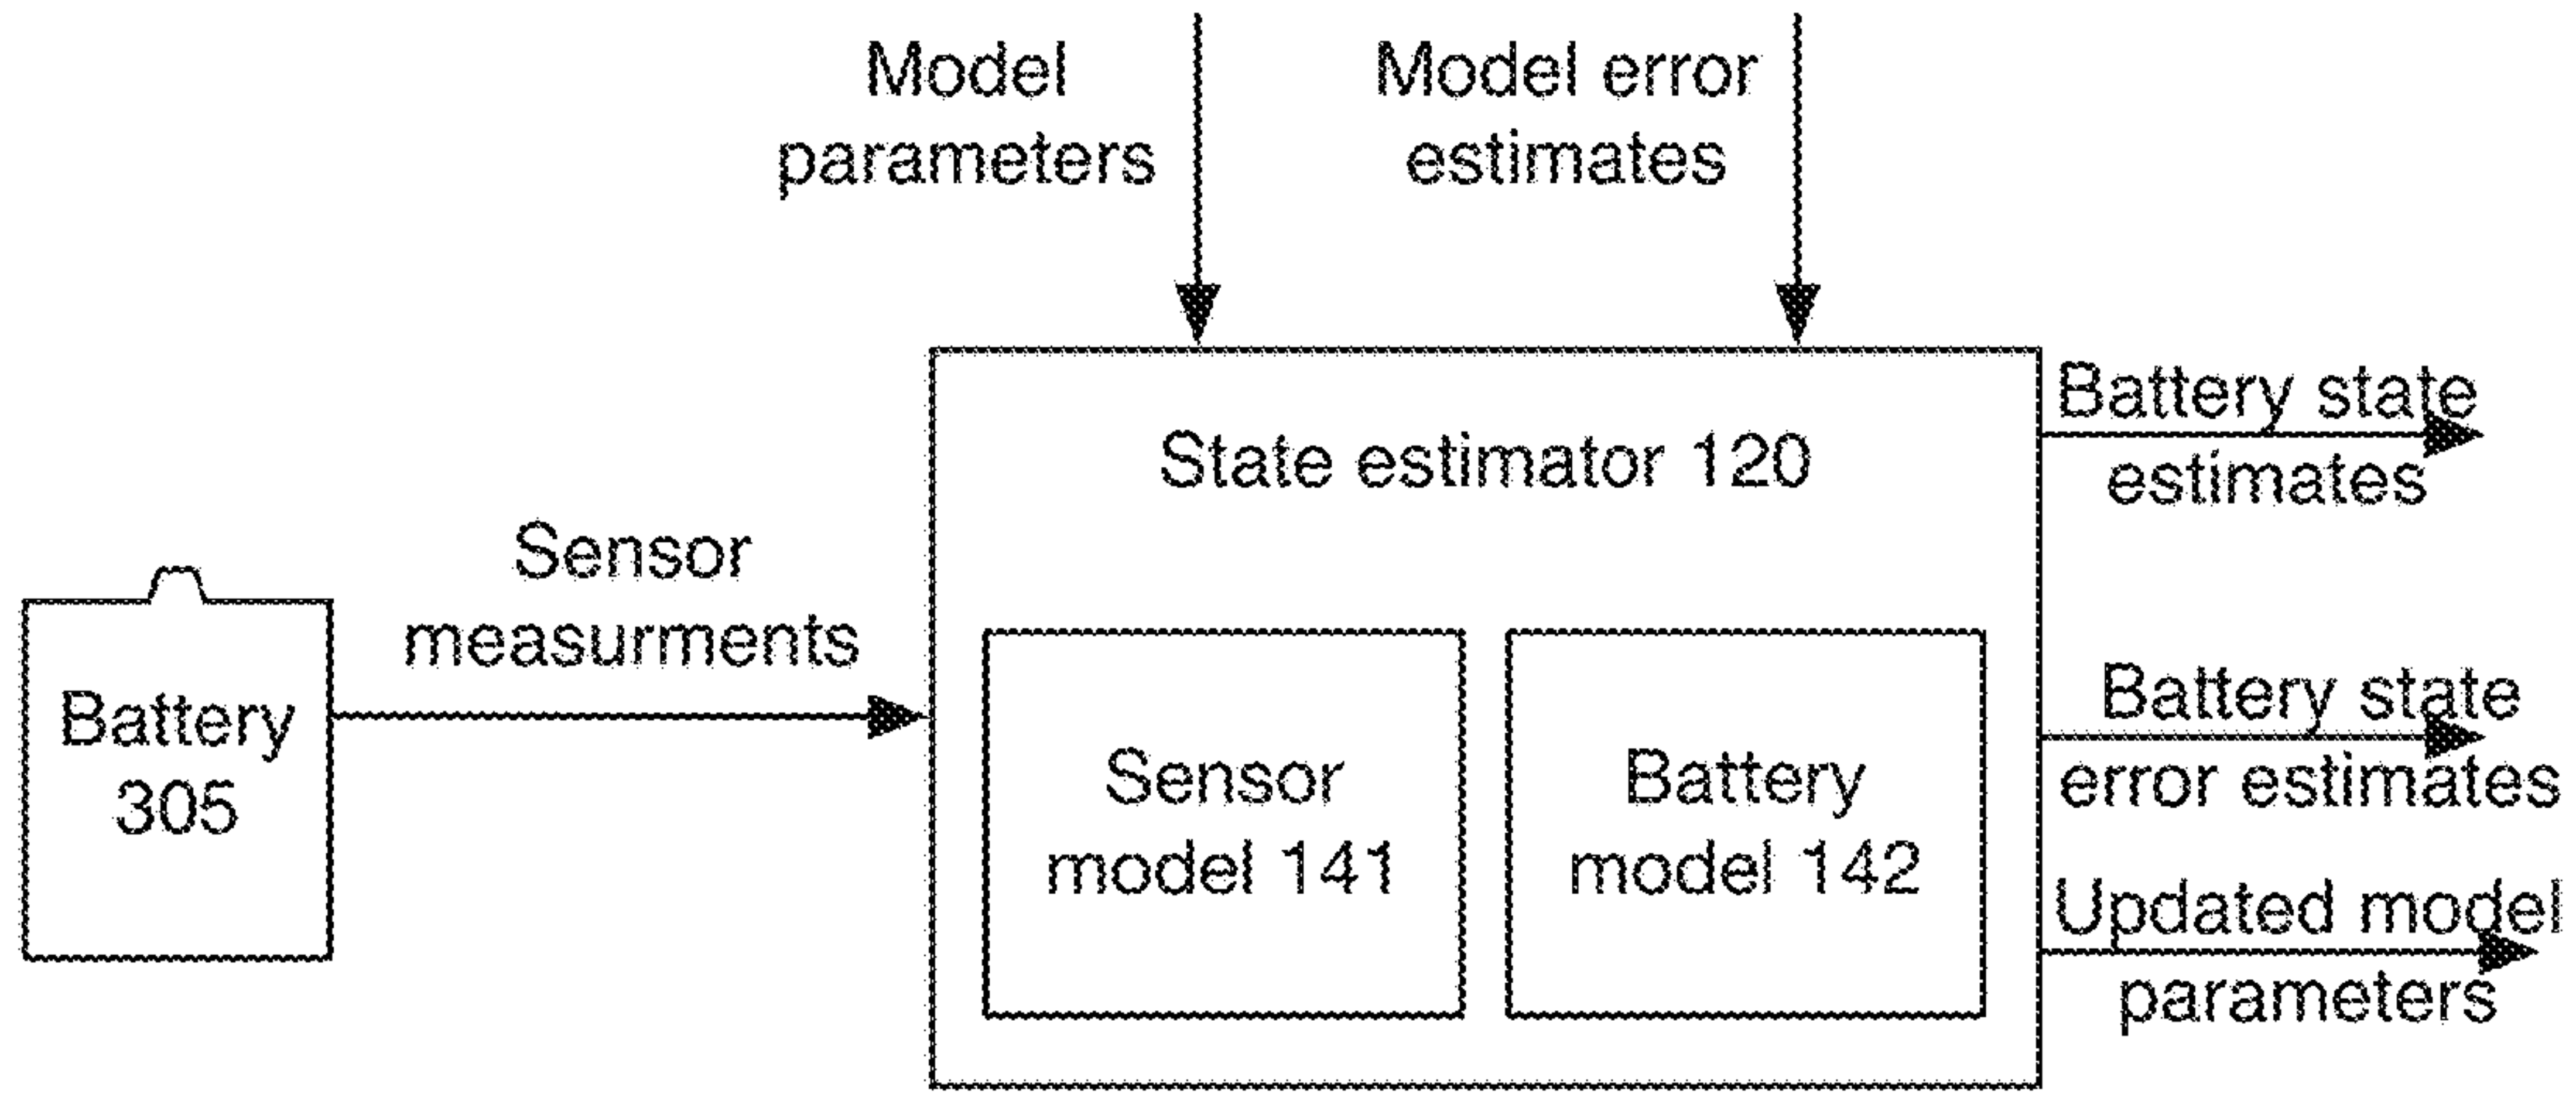 Model
parameters
Model error
estimates
State estimator 120
Battery state
estimates
Sensor
measurments
Battery
305
Sensor
model 141
Battery
model 142
Battery state
error estimates
Updated model
parameters